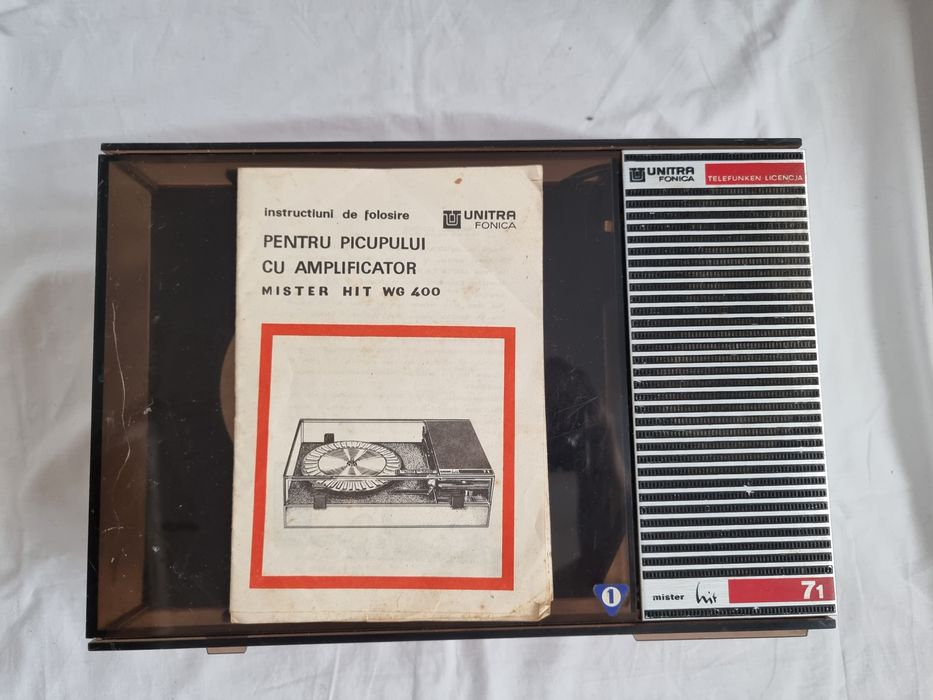 instructiuni de folosire
UNITRA
FONICA
PENTRU PICUPULUI
CU AMPLIFICATOR
MISTER HIT WG 400
UNITRA
FONICA
TELEFUNKEN LICENCJA
1
mister hit
71